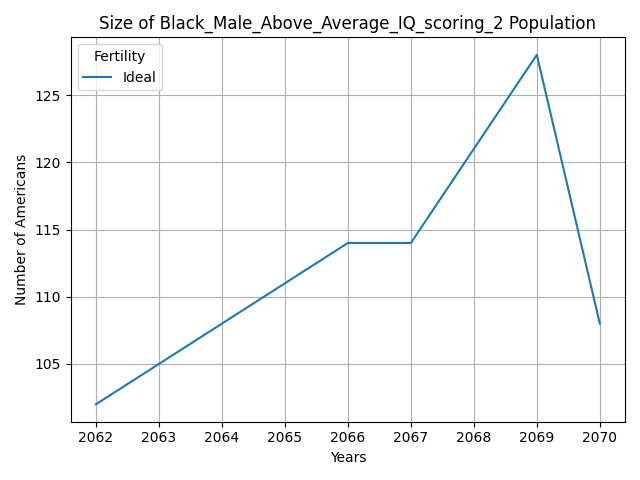 Size of Black_Male_Above_Average_IQ_scoring_2 Population
Fertility
Ideal
Number of Americans
125
120
115
110
105
2062 2063 2064 2065 2066 2067 2068 2069 2070
Years